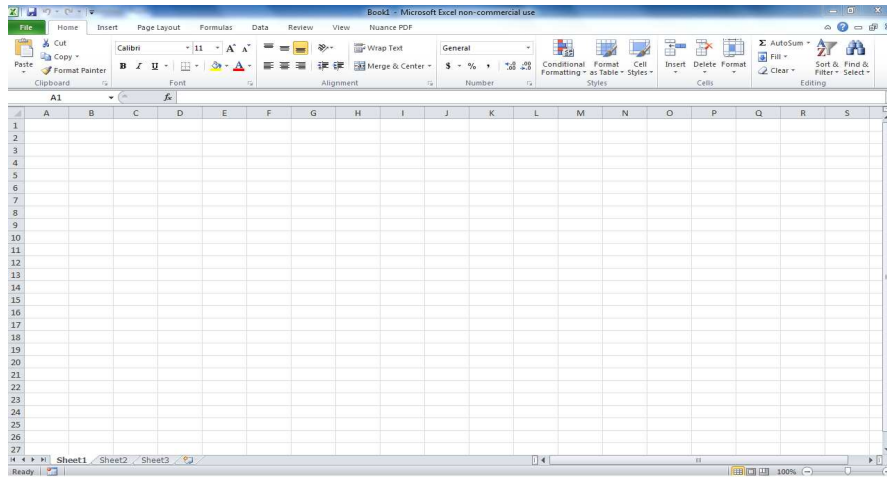 Book1 - Microsoft Excel non-commercial use
File Home Insert Page Layout Formulas Data Review View Nuance PDF
Paste
Cut
Copy
Format Painter
Clipboard
Calibri 11 A A
B I U A
Font
Wrap Text
Merge & Center
Alignment
General
$ % , .0 .00 .00 .0
Number
Conditional Formatting
Format as Table
Cell Styles
Styles
Insert Delete Format
Cells
Σ AutoSum
Fill
Clear
Sort & Filter
Find & Select
Editing
A1 fx
A B C D E F G H I J K L M N O P Q R S
1
2
3
4
5
6
7
8
9
10
11
12
13
14
15
16
17
18
19
20
21
22
23
24
25
26
27
Sheet1 Sheet2 Sheet3
Ready 100%